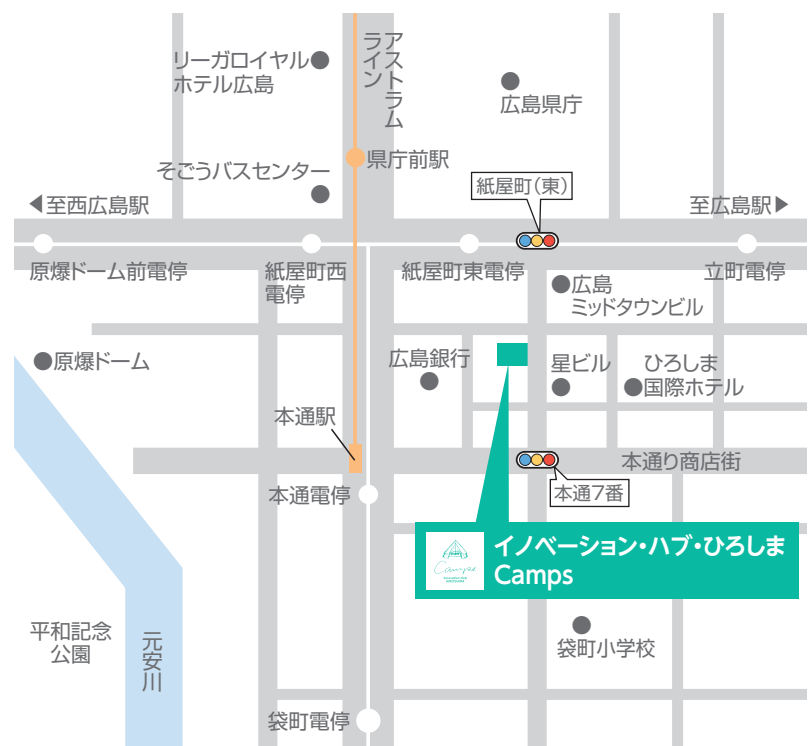 リーガロイヤル
ホテル広島
アストラム
ライン
広島県庁
県庁前駅
そごうバスセンター
紙屋町（東）
◀至西広島駅
至広島駅▶
原爆ドーム前電停
紙屋町西
電停
紙屋町東電停
立町電停
広島
ミッドタウンビル
原爆ドーム
広島銀行
星ビル
ひろしま
国際ホテル
本通駅
本通り商店街
本通電停
本通7番
イノベーション・ハブ・ひろしま
Camps
Camps
平和記念
公園
元安川
袋町小学校
袋町電停